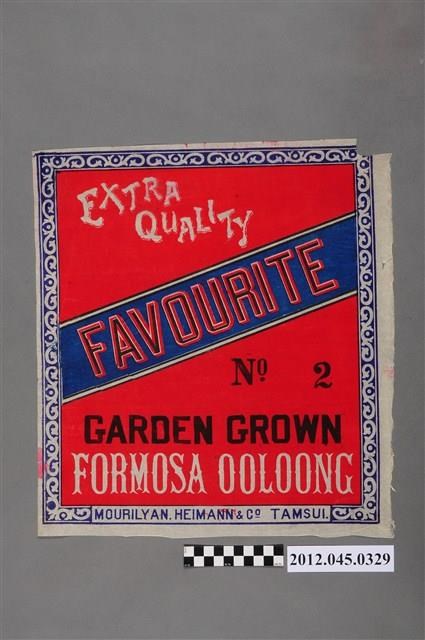 EXTRA
QUALITY
FAVOURITE
Nº 2
GARDEN GROWN
FORMOSA OOLOONG
MOURILYAN, HEIMANN & Cº TAMSUI.
2012.045.0329